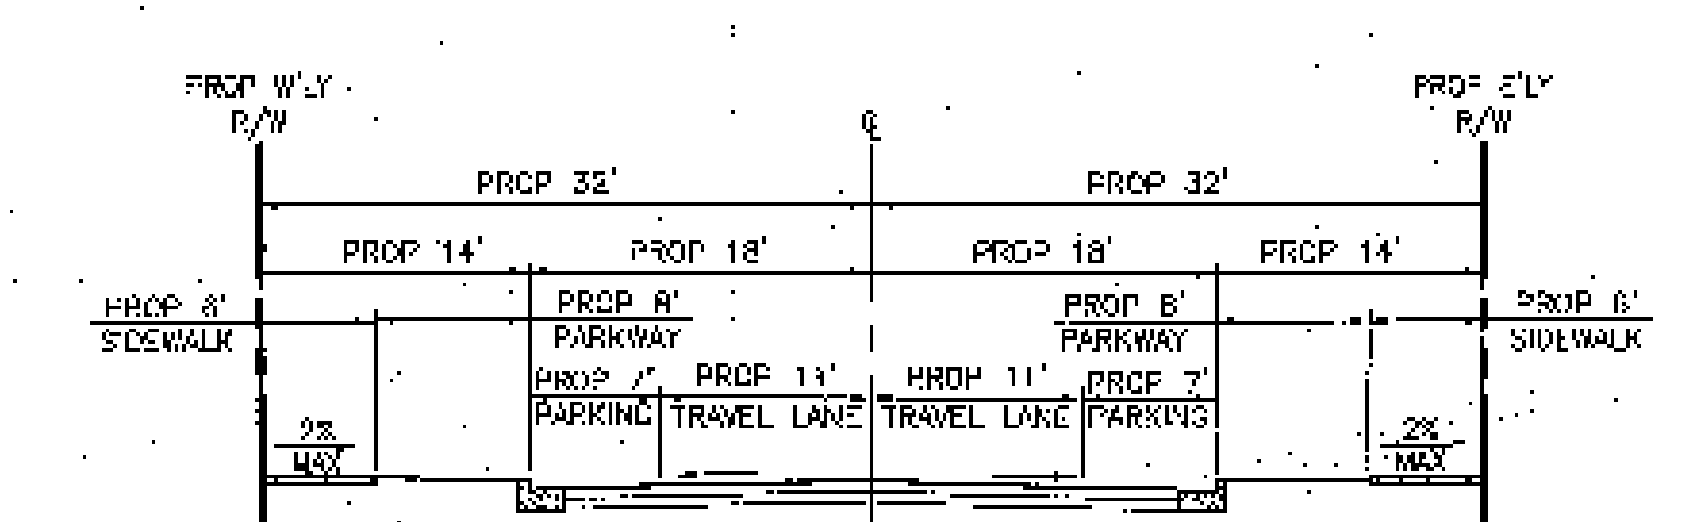 PROP W'LY
R/W
PROP E'LY
R/W
℄
PROP 32'
PROP 32'
PROP 14'
PROP 18'
PROP 18'
PROP 14'
PROP 6'
SIDEWALK
PROP 8'
PARKWAY
PROP 8'
PARKWAY
PROP 6'
SIDEWALK
PROP 7'
PARKING
PROP 11'
TRAVEL LANE
PROP 11'
TRAVEL LANE
PROP 7'
PARKING
2%
MAX
2%
MAX